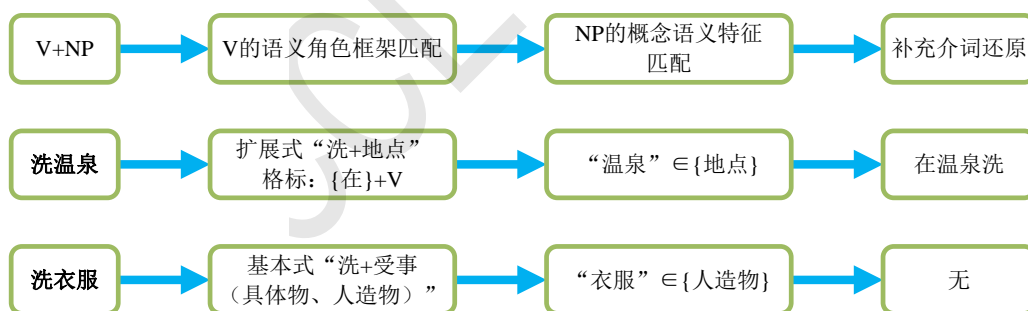 V+NP
V的语义角色框架匹配
NP的概念语义特征
匹配
补充介词还原
洗温泉
扩展式“洗+地点”
格标：{在}+V
“温泉”∈{地点}
在温泉洗
洗衣服
基本式“洗+受事
（具体物、人造物）”
“衣服”∈{人造物}
无